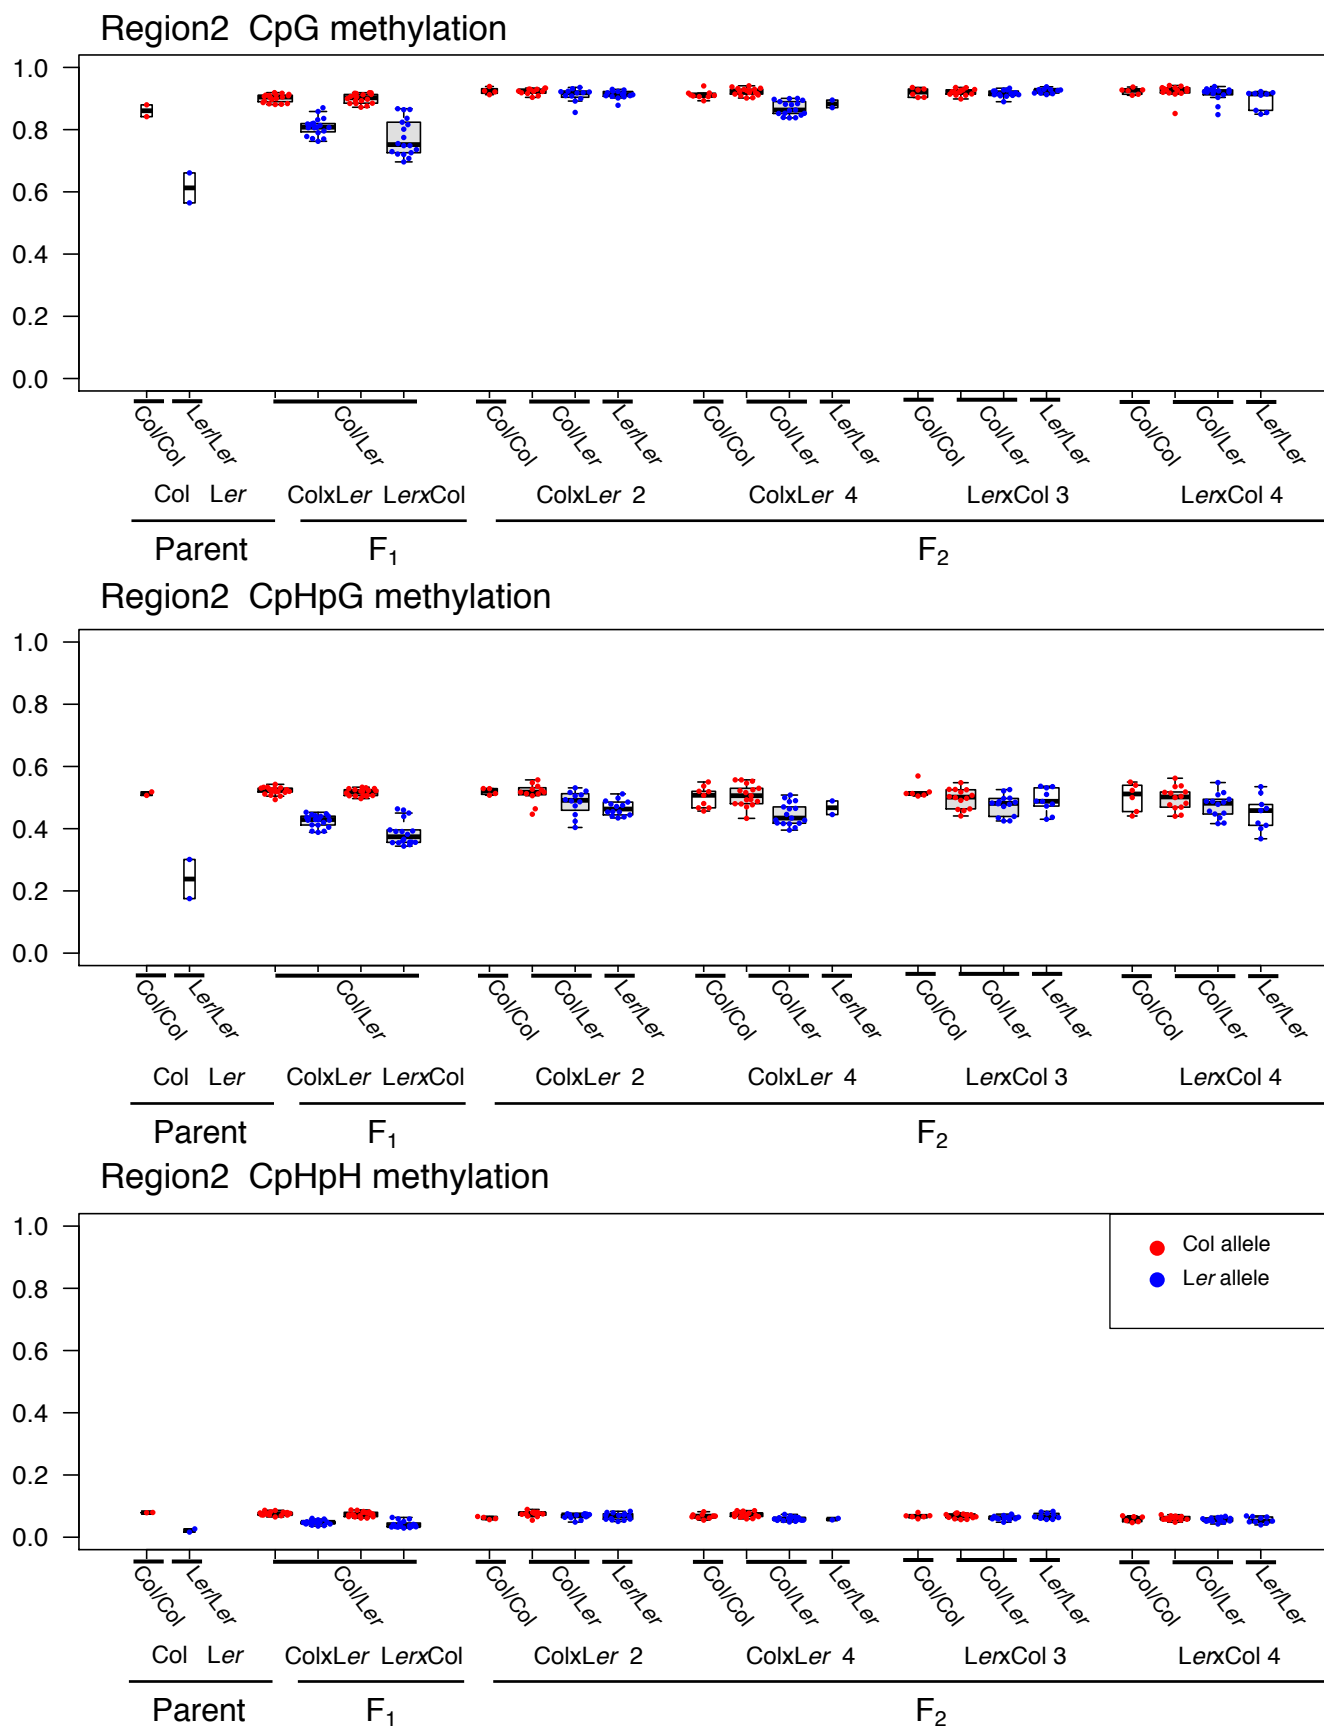 Region2 CpG methylation
1.0
0.8
0.6
0.4
0.2
0.0
Col/Col Ler/Ler Col/Ler Col/Col Col/Ler Ler/Ler Col/Col Col/Ler Ler/Ler Col/Col Col/Ler Ler/Ler Col/Col Col/Ler Ler/Ler
Col Ler ColxLer LerxCol ColxLer 2 ColxLer 4 LerxCol 3 LerxCol 4
Parent F1 F2
Region2 CpHpG methylation
1.0
0.8
0.6
0.4
0.2
0.0
Col/Col Ler/Ler Col/Ler Col/Col Col/Ler Ler/Ler Col/Col Col/Ler Ler/Ler Col/Col Col/Ler Ler/Ler Col/Col Col/Ler Ler/Ler
Col Ler ColxLer LerxCol ColxLer 2 ColxLer 4 LerxCol 3 LerxCol 4
Parent F1 F2
Region2 CpHpH methylation
1.0
Col allele
Ler allele
0.8
0.6
0.4
0.2
0.0
Col/Col Ler/Ler Col/Ler Col/Col Col/Ler Ler/Ler Col/Col Col/Ler Ler/Ler Col/Col Col/Ler Ler/Ler Col/Col Col/Ler Ler/Ler
Col Ler ColxLer LerxCol ColxLer 2 ColxLer 4 LerxCol 3 LerxCol 4
Parent F1 F2